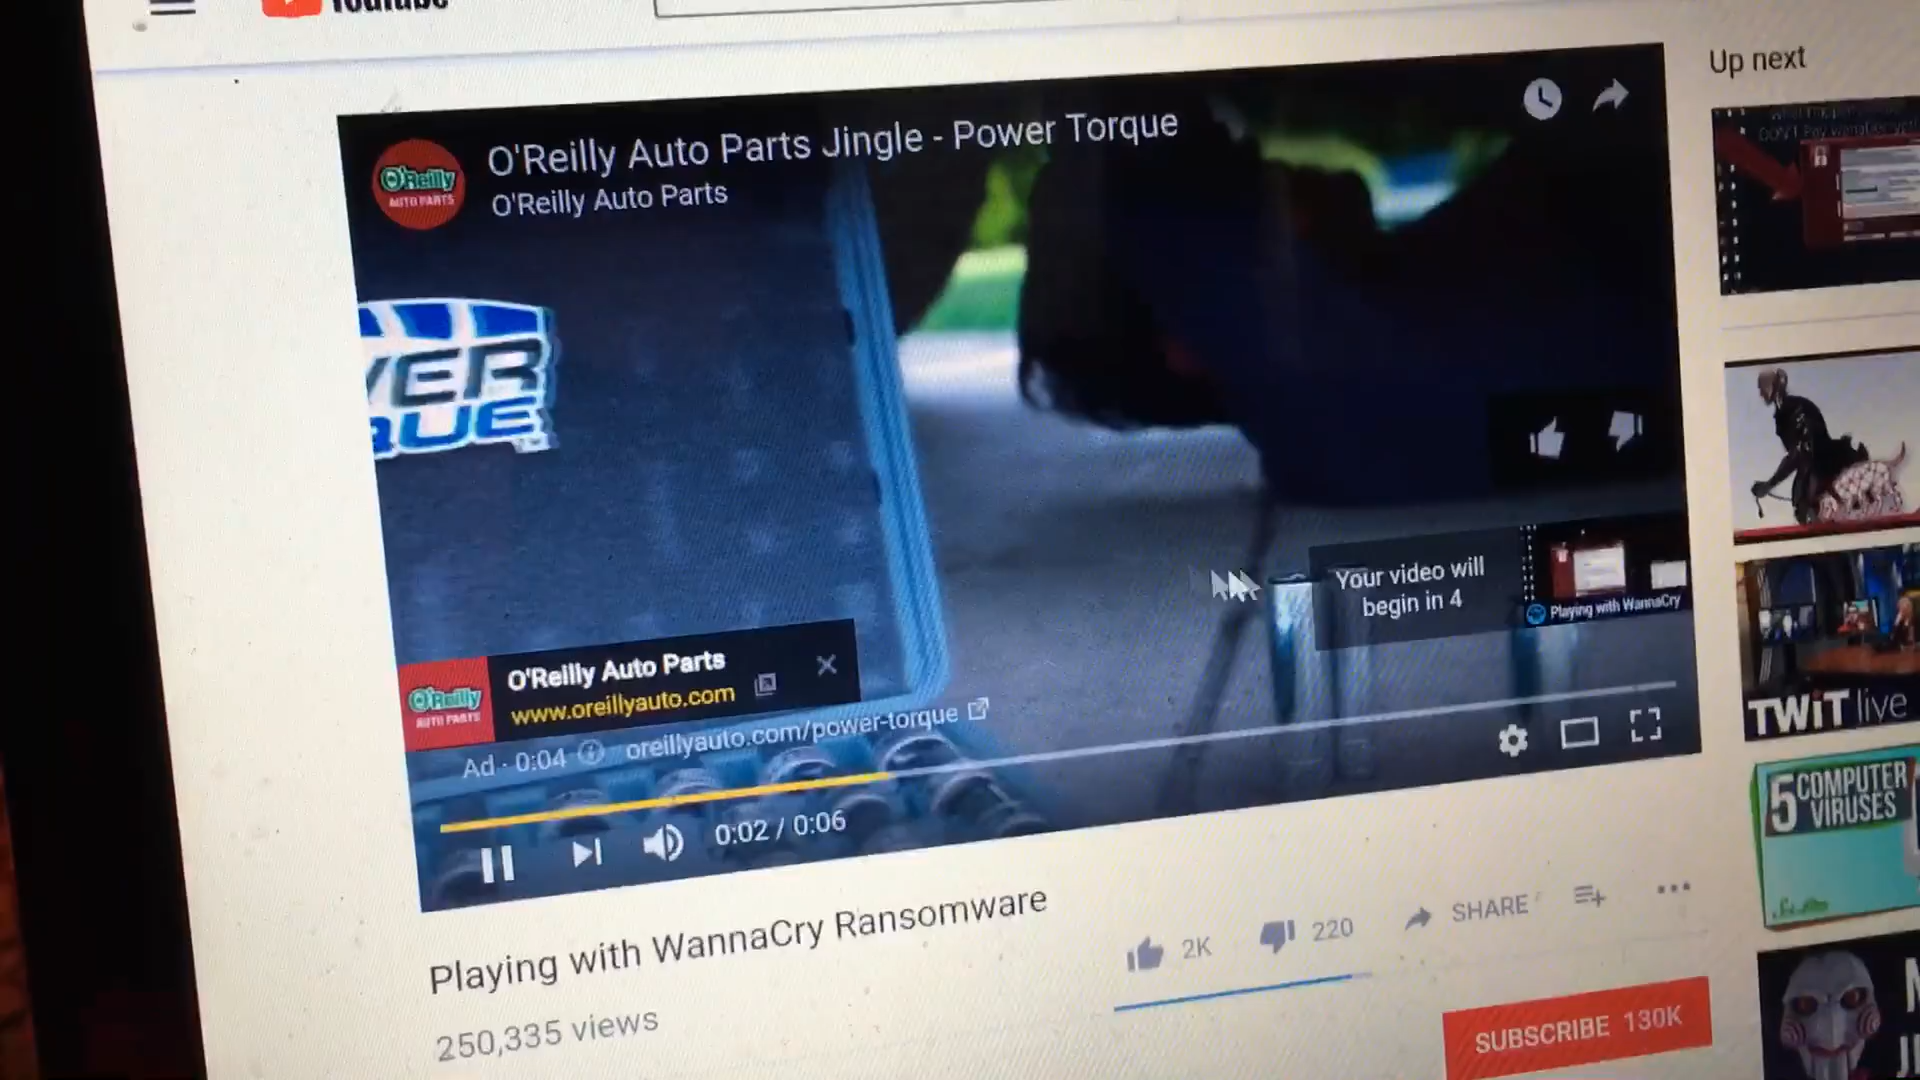 YouTube
Up next
O'Reilly Auto Parts Jingle - Power Torque
O'Reilly Auto Parts
O'Reilly
AUTO PARTS
WER
QUE
Your video will
begin in 4
Playing with WannaCry
O'Reilly Auto Parts
www.oreillyauto.com
O'Reilly
AUTO PARTS
Ad · 0:04 oreillyauto.com/power-torque
0:02 / 0:06
TWiT live
5 COMPUTER
VIRUSES
Playing with WannaCry Ransomware
2K 220 SHARE
250,335 views
SUBSCRIBE 130K